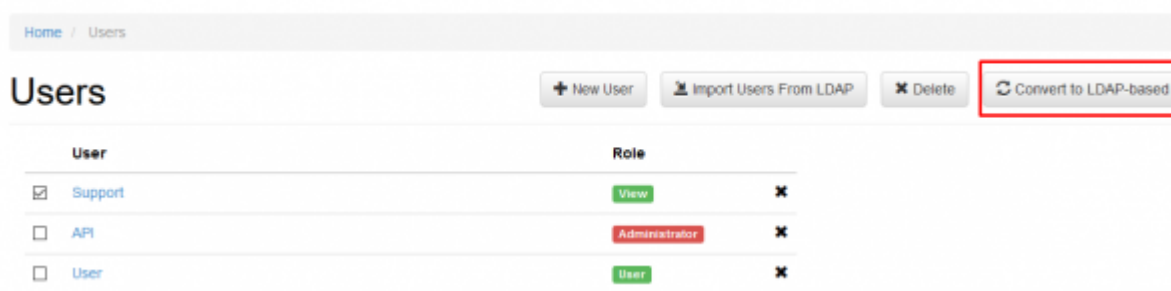 Home / Users
Users
New User
Import Users From LDAP
Delete
Convert to LDAP-based
User Role
Support View
API Administrator
User User